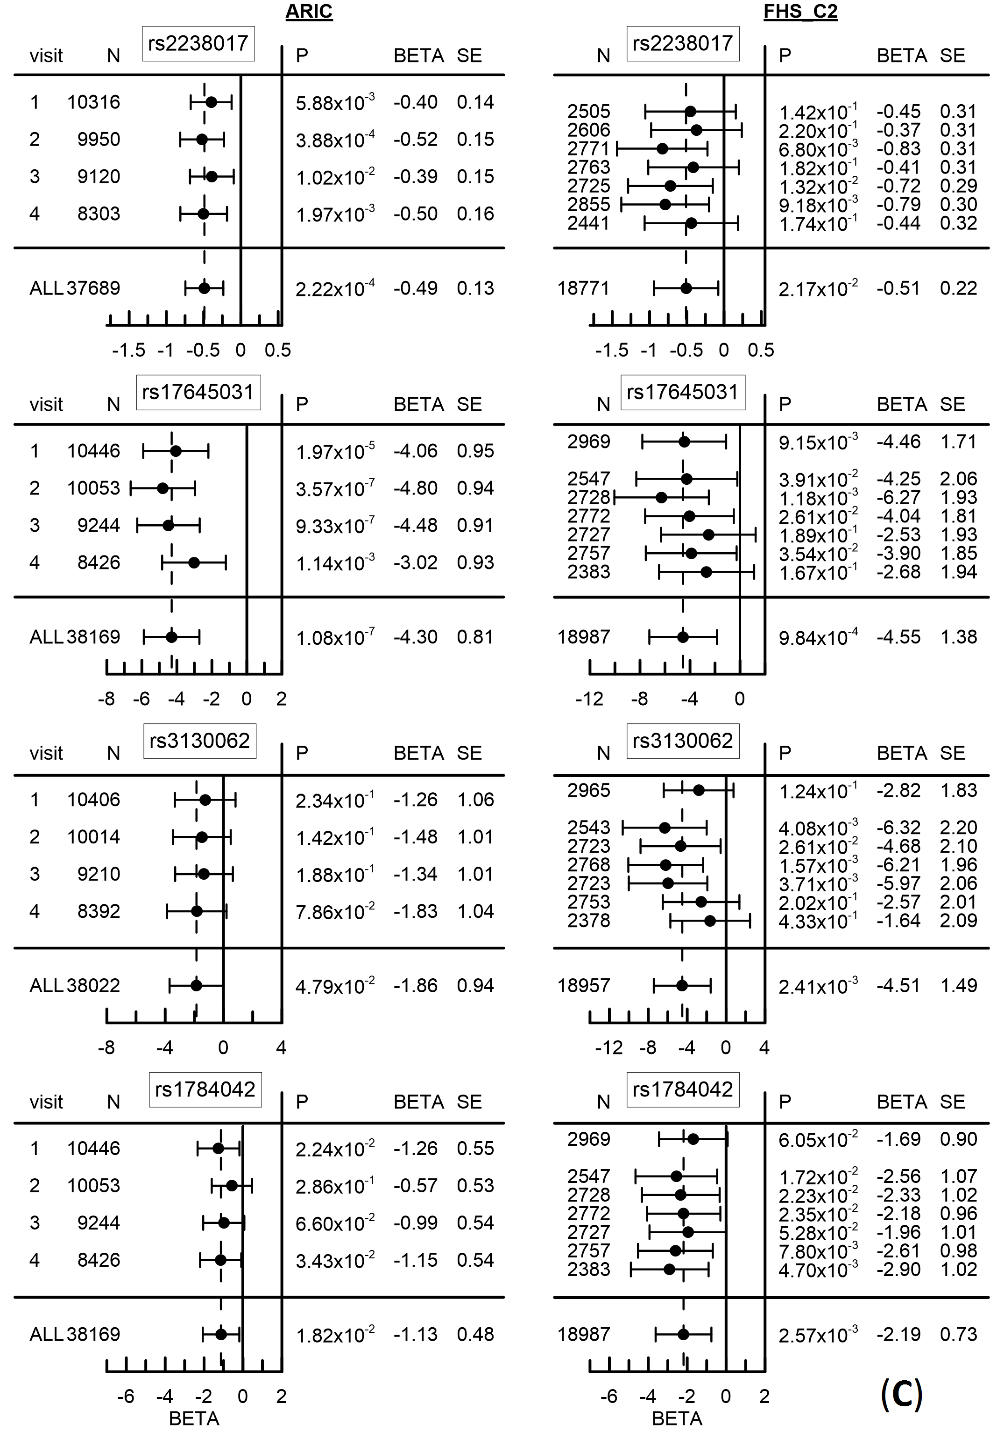 ARIC
visit N rs2238017 P BETA SE
1 10316 5.88x10-3 -0.40 0.14
2 9950 3.88x10-4 -0.52 0.15
3 9120 1.02x10-2 -0.39 0.15
4 8303 1.97x10-3 -0.50 0.16
ALL 37689 2.22x10-4 -0.49 0.13
-1.5 -1 -0.5 0 0.5
visit N rs17645031 P BETA SE
1 10446 1.97x10-5 -4.06 0.95
2 10053 3.57x10-7 -4.80 0.94
3 9244 9.33x10-7 -4.48 0.91
4 8426 1.14x10-3 -3.02 0.93
ALL 38169 1.08x10-7 -4.30 0.81
-8 -6 -4 -2 0 2
visit N rs3130062 P BETA SE
1 10406 2.34x10-1 -1.26 1.06
2 10014 1.42x10-1 -1.48 1.01
3 9210 1.88x10-1 -1.34 1.01
4 8392 7.86x10-2 -1.83 1.04
ALL 38022 4.79x10-2 -1.86 0.94
-8 -4 0 4
visit N rs1784042 P BETA SE
1 10446 2.24x10-2 -1.26 0.55
2 10053 2.86x10-1 -0.57 0.53
3 9244 6.60x10-2 -0.99 0.54
4 8426 3.43x10-2 -1.15 0.54
ALL 38169 1.82x10-2 -1.13 0.48
-6 -4 -2 0 2
BETA
FHS_C2
N rs2238017 P BETA SE
2505 1.42x10-1 -0.45 0.31
2606 2.20x10-1 -0.37 0.31
2771 6.80x10-3 -0.83 0.31
2763 1.82x10-1 -0.41 0.31
2725 1.32x10-2 -0.72 0.29
2855 9.18x10-3 -0.79 0.30
2441 1.74x10-1 -0.44 0.32
18771 2.17x10-2 -0.51 0.22
-1.5 -1 -0.5 0 0.5
N rs17645031 P BETA SE
2969 9.15x10-3 -4.46 1.71
2547 3.91x10-2 -4.25 2.06
2728 1.18x10-3 -6.27 1.93
2772 2.61x10-2 -4.04 1.81
2727 1.89x10-1 -2.53 1.93
2757 3.54x10-2 -3.90 1.85
2383 1.67x10-1 -2.68 1.94
18987 9.84x10-4 -4.55 1.38
-12 -8 -4 0
N rs3130062 P BETA SE
2965 1.24x10-1 -2.82 1.83
2543 4.08x10-3 -6.32 2.20
2723 2.61x10-2 -4.68 2.10
2768 1.57x10-3 -6.21 1.96
2723 3.71x10-3 -5.97 2.06
2753 2.02x10-1 -2.57 2.01
2378 4.33x10-1 -1.64 2.09
18957 2.41x10-3 -4.51 1.49
-12 -8 -4 0 4
N rs1784042 P BETA SE
2969 6.05x10-2 -1.69 0.90
2547 1.72x10-2 -2.56 1.07
2728 2.23x10-2 -2.33 1.02
2772 2.35x10-2 -2.18 0.96
2727 5.28x10-2 -1.96 1.01
2757 7.80x10-3 -2.61 0.98
2383 4.70x10-3 -2.90 1.02
18987 2.57x10-3 -2.19 0.73
-6 -4 -2 0 2
BETA
(C)